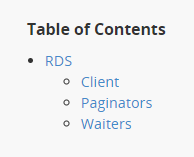 Table of Contents
RDS
Client
Paginators
Waiters